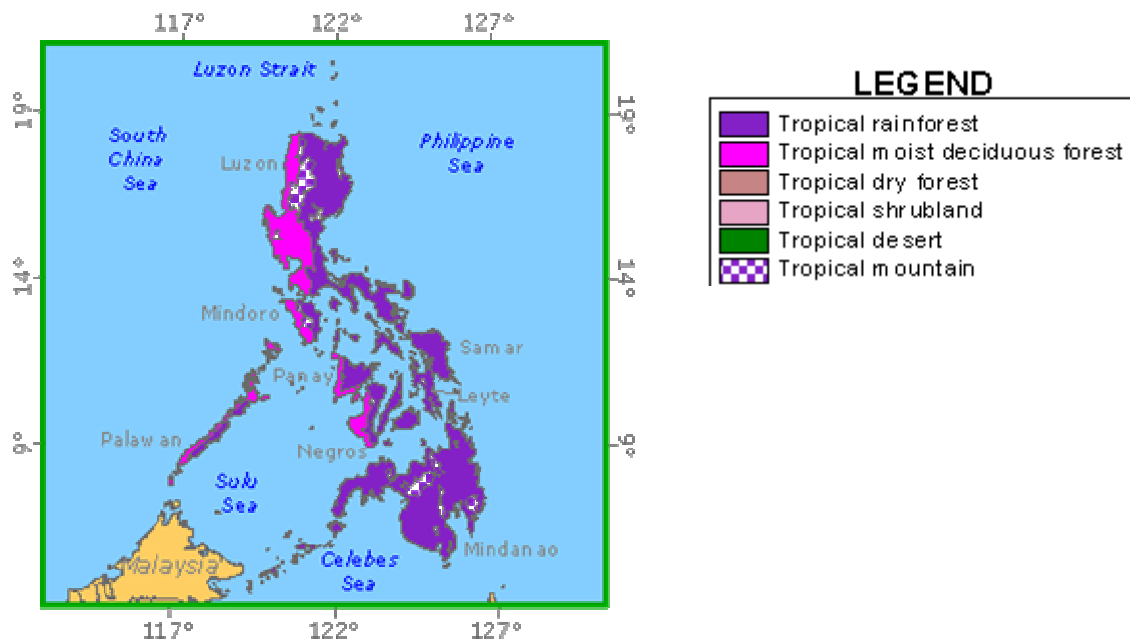 117° 122° 127°
Luzon Strait
19°
19°
South
China
Sea
Philippine
Sea
Luzon
14°
14°
Mindoro
Samar
Panay
Leyte
Palawan
Negros
9°
9°
Sulu
Sea
Mindanao
Celebes
Sea
Malaysia
117° 122° 127°
LEGEND
Tropical rainforest
Tropical moist deciduous forest
Tropical dry forest
Tropical shrubland
Tropical desert
Tropical mountain